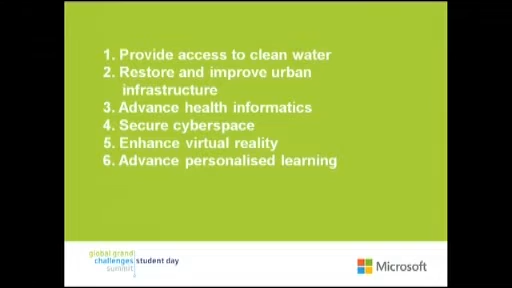 1. Provide access to clean water
2. Restore and improve urban
infrastructure
3. Advance health informatics
4. Secure cyberspace
5. Enhance virtual reality
6. Advance personalised learning
global grand
challenges student day
summit
Microsoft